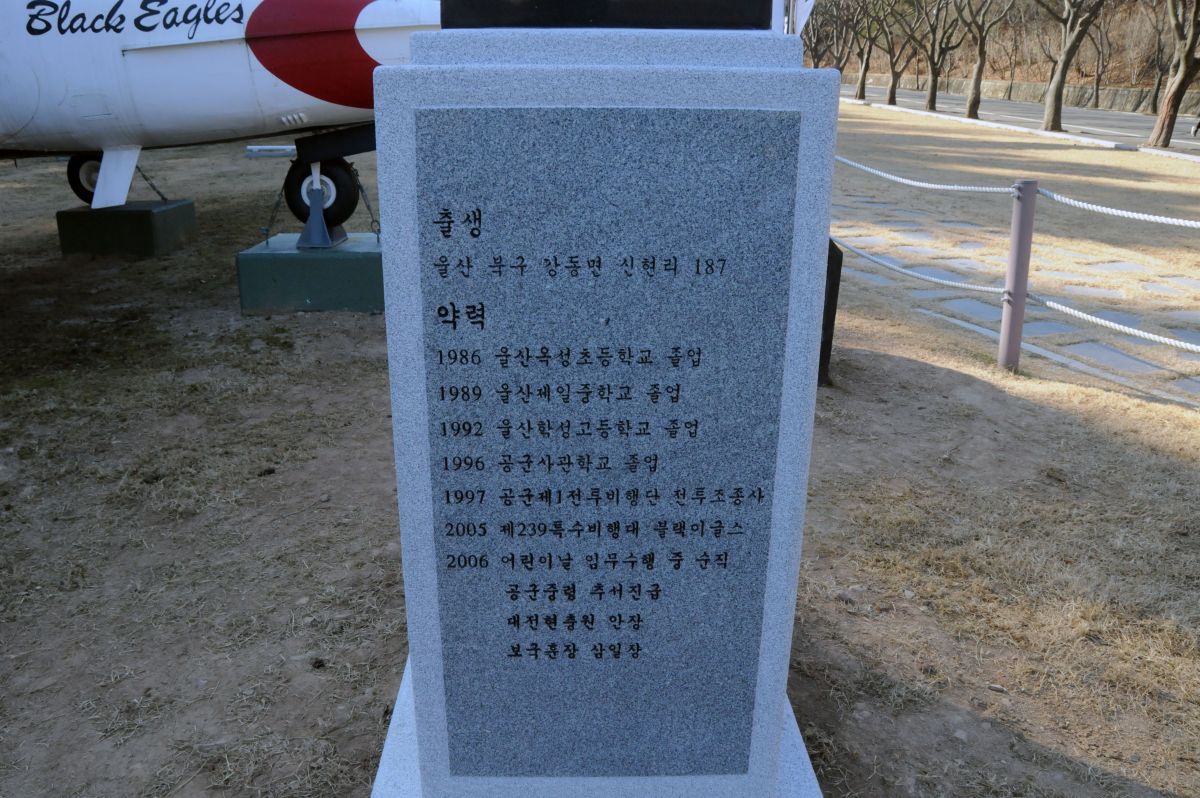 Black Eagles
출생
울산 북구 강동면 신현리 187
약력
1986 울산옥성초등학교 졸업
1989 울산제일중학교 졸업
1992 울산학성고등학교 졸업
1996 공군사관학교 졸업
1997 공군제1전투비행단 전투조종사
2005 제239특수비행대 블랙이글스
2006 어린이날 임무수행 중 순직
공군중령 추서진급
대전현충원 안장
보국훈장 삼일장